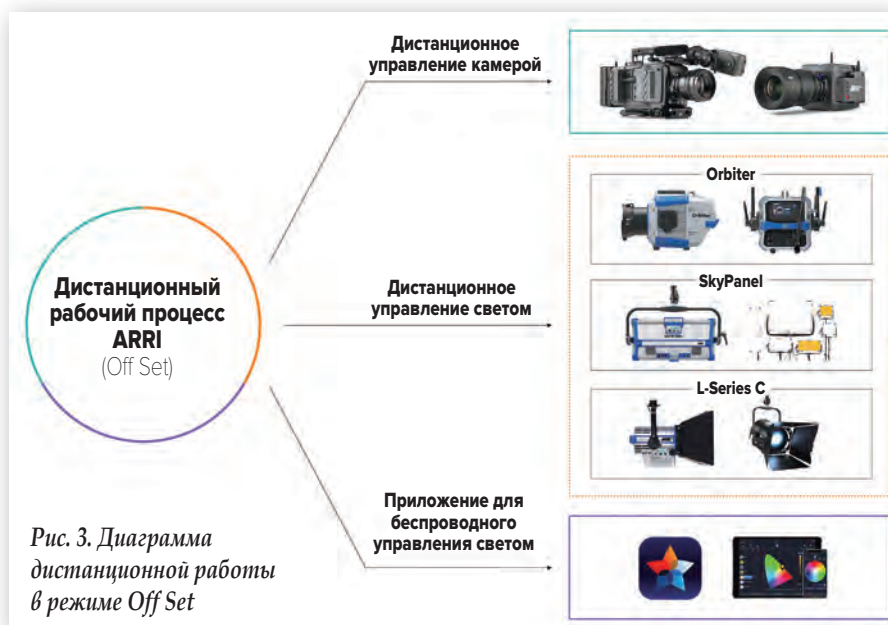 Дистанционное
управление камерой
Orbiter
SkyPanel
Дистанционный
рабочий процесс
ARRI
(Off Set)
Дистанционное
управление светом
L-Series C
Приложение для
беспроводного
управления светом
Рис. 3. Диаграмма
дистанционной работы
в режиме Off Set